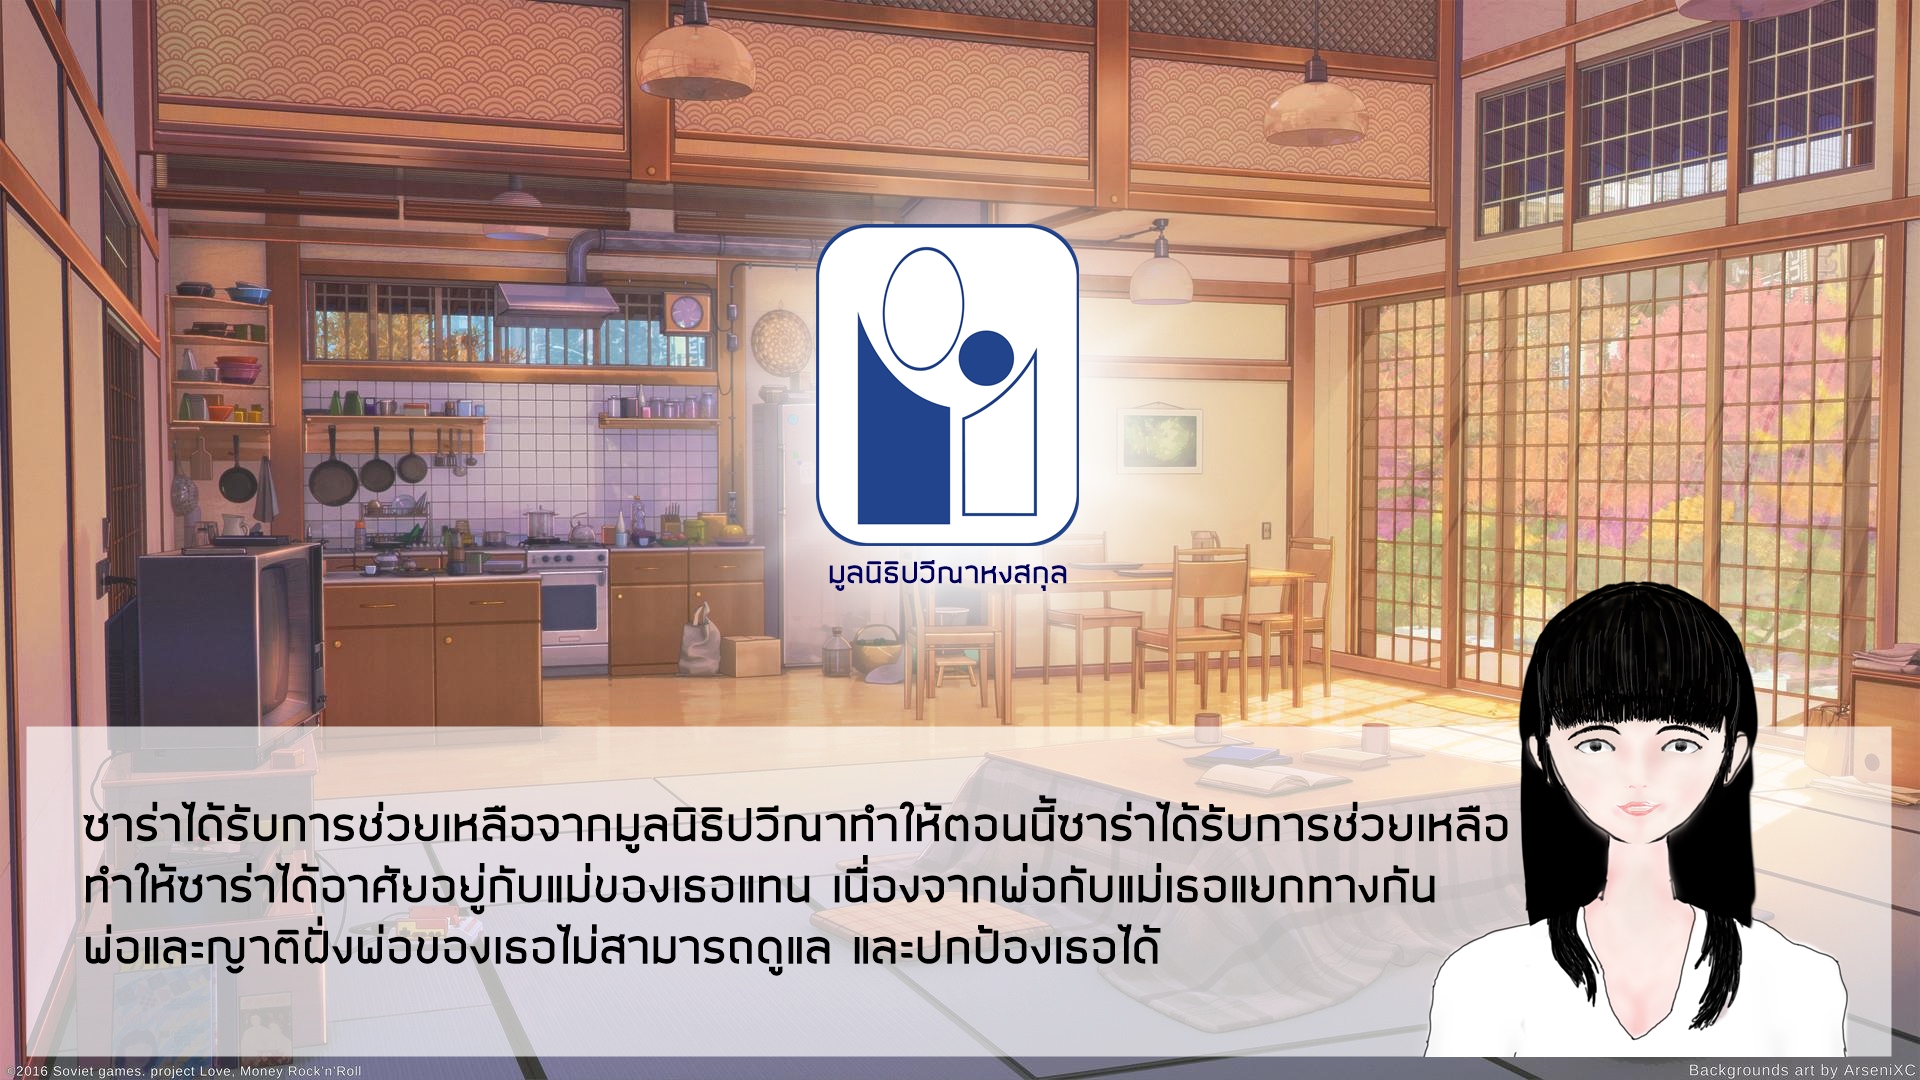 มูลนิธิปวีณาหงสกุล
ซาร่าได้รับการช่วยเหลือจากมูลนิธิปวีณาทำให้ตอนนี้ซาร่าได้รับการช่วยเหลือ
ทำให้ซาร่าได้อาศัยอยู่กับแม่ของเธอแทน เนื่องจากพ่อกับแม่เธอแยกทางกัน
พ่อและญาติฝั่งพ่อของเธอไม่สามารถดูแล และปกป้องเธอได้
©2016 Soviet games. project Love, Money Rock'n'Roll
Backgrounds art by ArseniXC